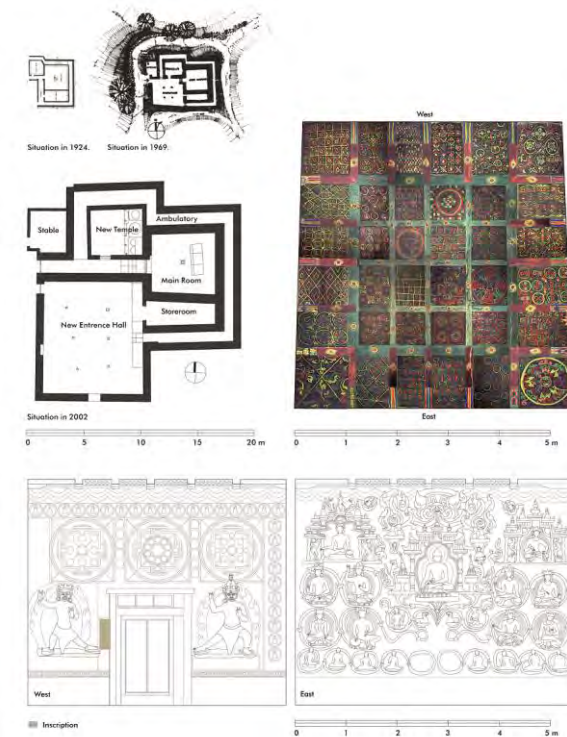 Situation in 1924.
Situation in 1969.
West
Stable
New Temple
Ambulatory
Main Room
Storeroom
New Entrence Hall
Situation in 2002
East
0 5 10 15 20 m
0 1 2 3 4 5 m
West
East
Inscription
0 1 2 3 4 5 m